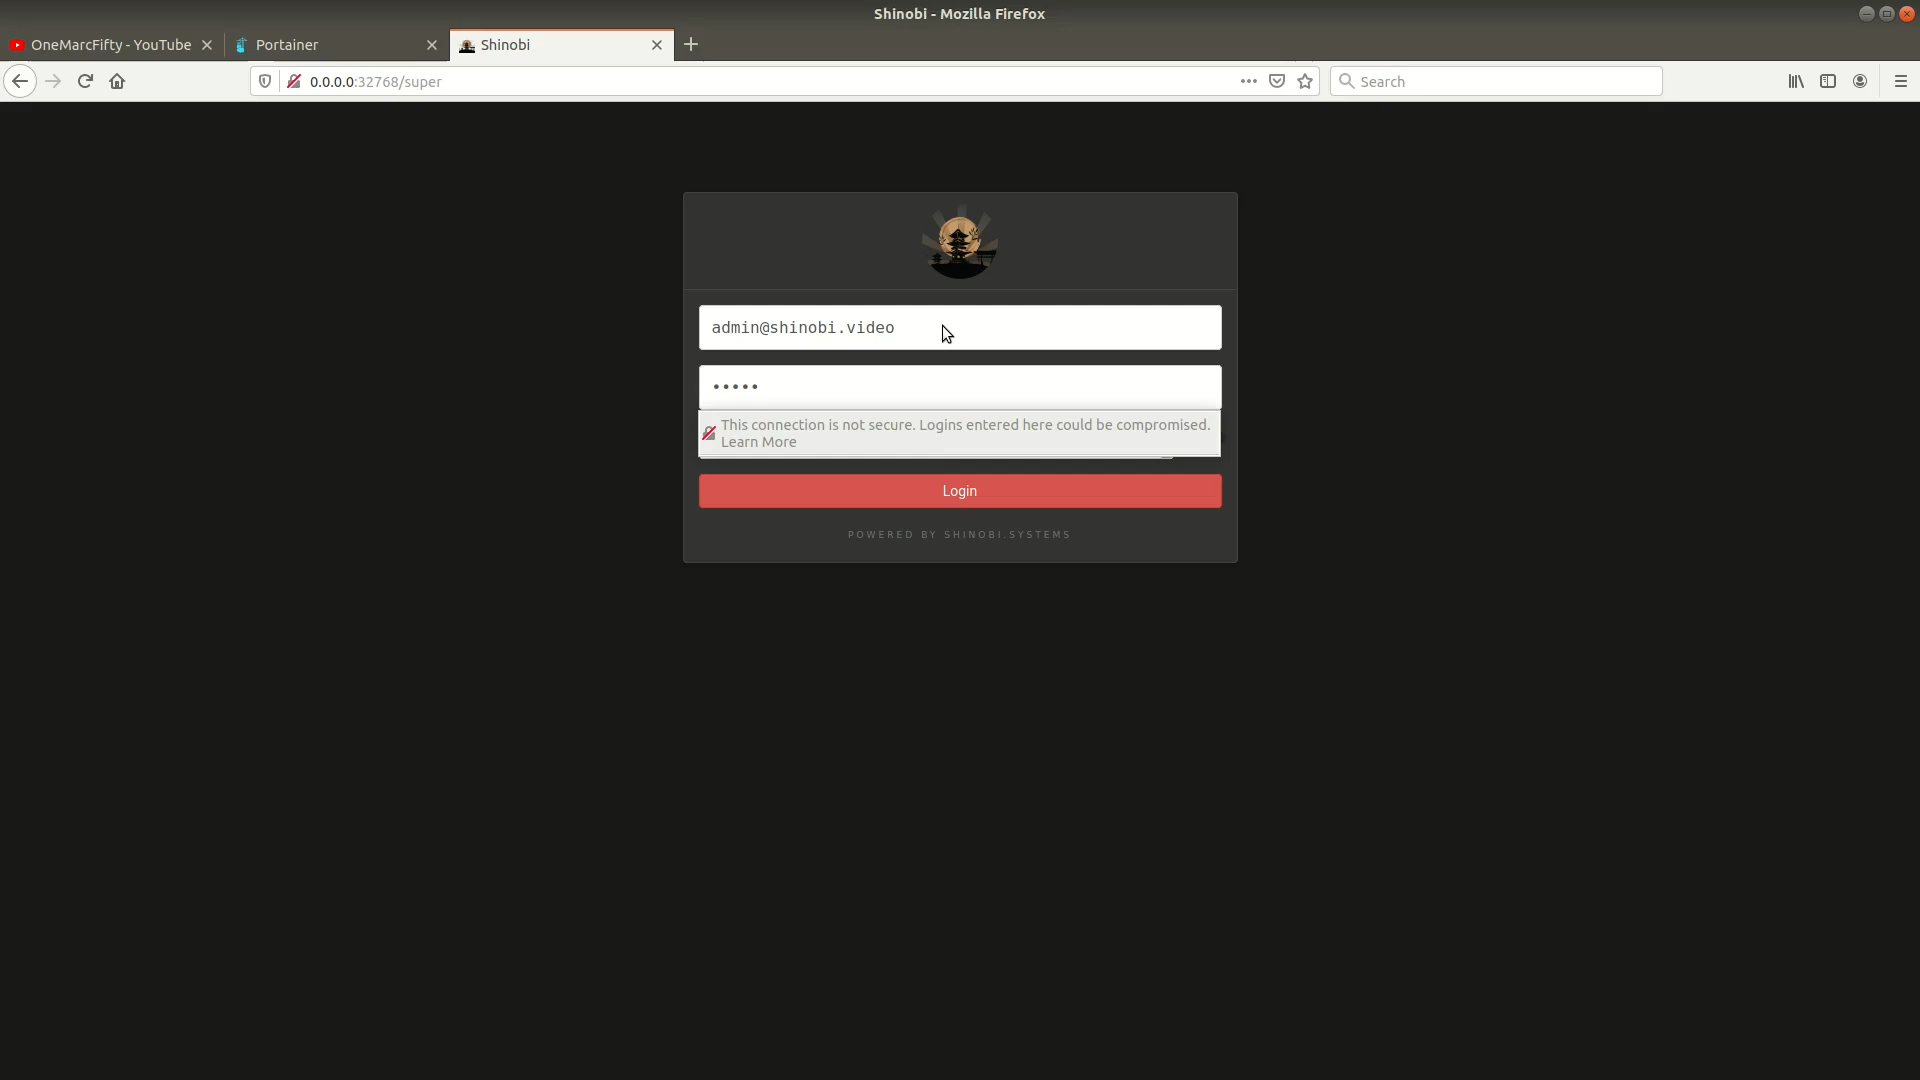 Shinobi - Mozilla Firefox
OneMarcFifty - YouTube
Portainer
Shinobi
0.0.0.0:32768/super
Search
admin@shinobi.video
•••••
This connection is not secure. Logins entered here could be compromised.
Learn More
Login
POWERED BY SHINOBI.SYSTEMS